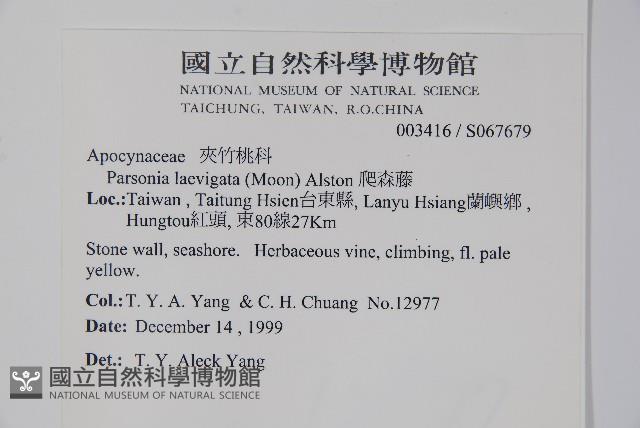 國立自然科學博物館
NATIONAL MUSEUM OF NATURAL SCIENCE
TAICHUNG, TAIWAN, R.O.CHINA
003416 / S067679
Apocynaceae 夾竹桃科
Parsonia laevigata (Moon) Alston 爬森藤
Loc.:Taiwan , Taitung Hsien台東縣, Lanyu Hsiang蘭嶼鄉 ,
Hungtou紅頭, 東80線27Km
Stone wall, seashore. Herbaceous vine, climbing, fl. pale
yellow.
Col.: T. Y. A. Yang & C. H. Chuang No.12977
Date: December 14 , 1999
Det.: T. Y. Aleck Yang
國立自然科學博物館
NATIONAL MUSEUM OF NATURAL SCIENCE